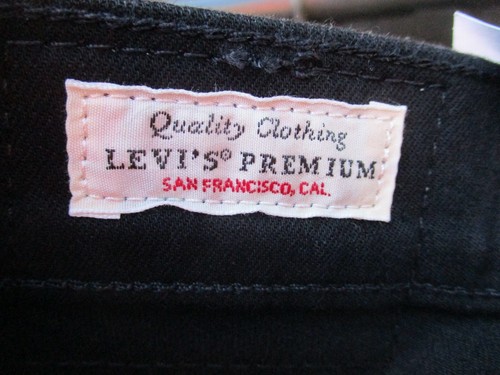 Quality Clothing
LEVI'S® PREMIUM
SAN FRANCISCO, CAL.